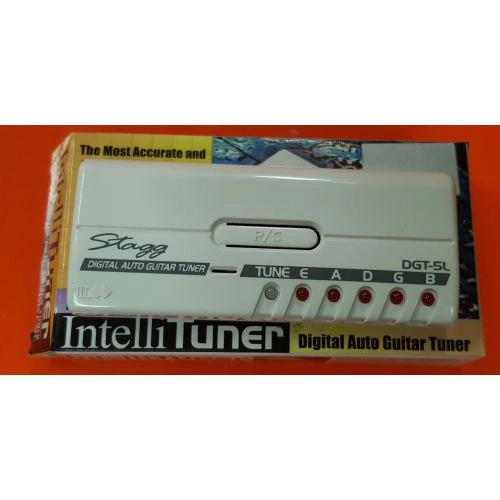 The Most Accurate and
P/C
Stagg
DIGITAL AUTO GUITAR TUNER
DGT-5L
TUNE E A D G B
IN
IntelliTUNER
Digital Auto Guitar Tuner